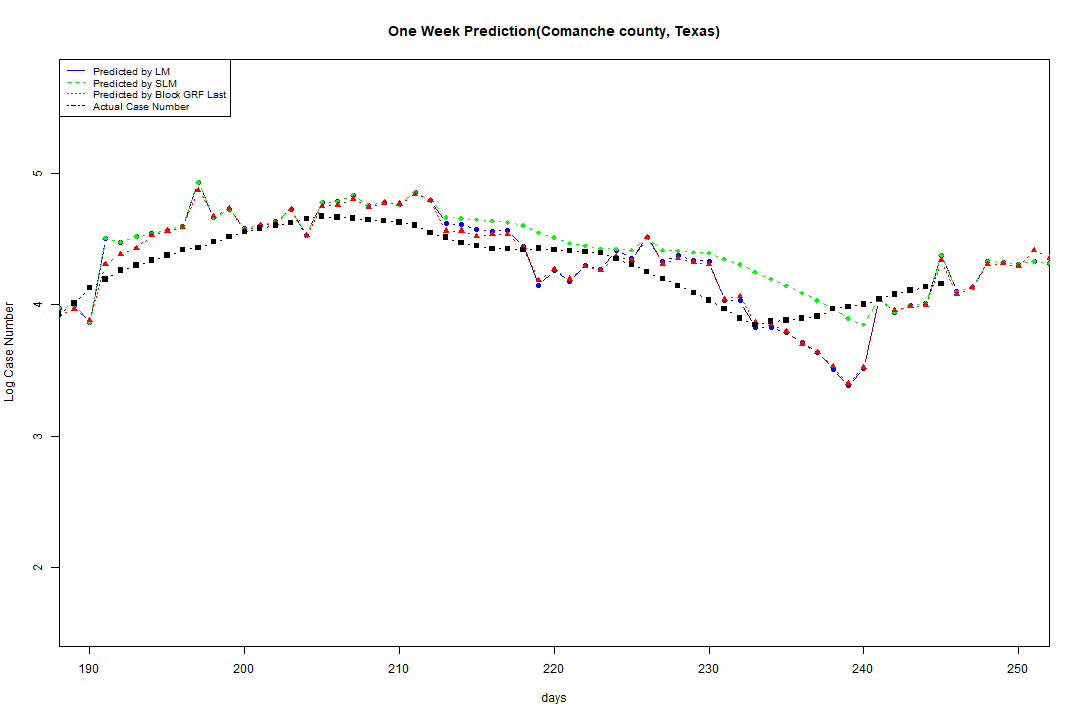 One Week Prediction(Comanche county, Texas)
Predicted by LM
Predicted by SLM
Predicted by Block GRF Last
Actual Case Number
5
4
3
2
Log Case Number
190 200 210 220 230 240 250
days